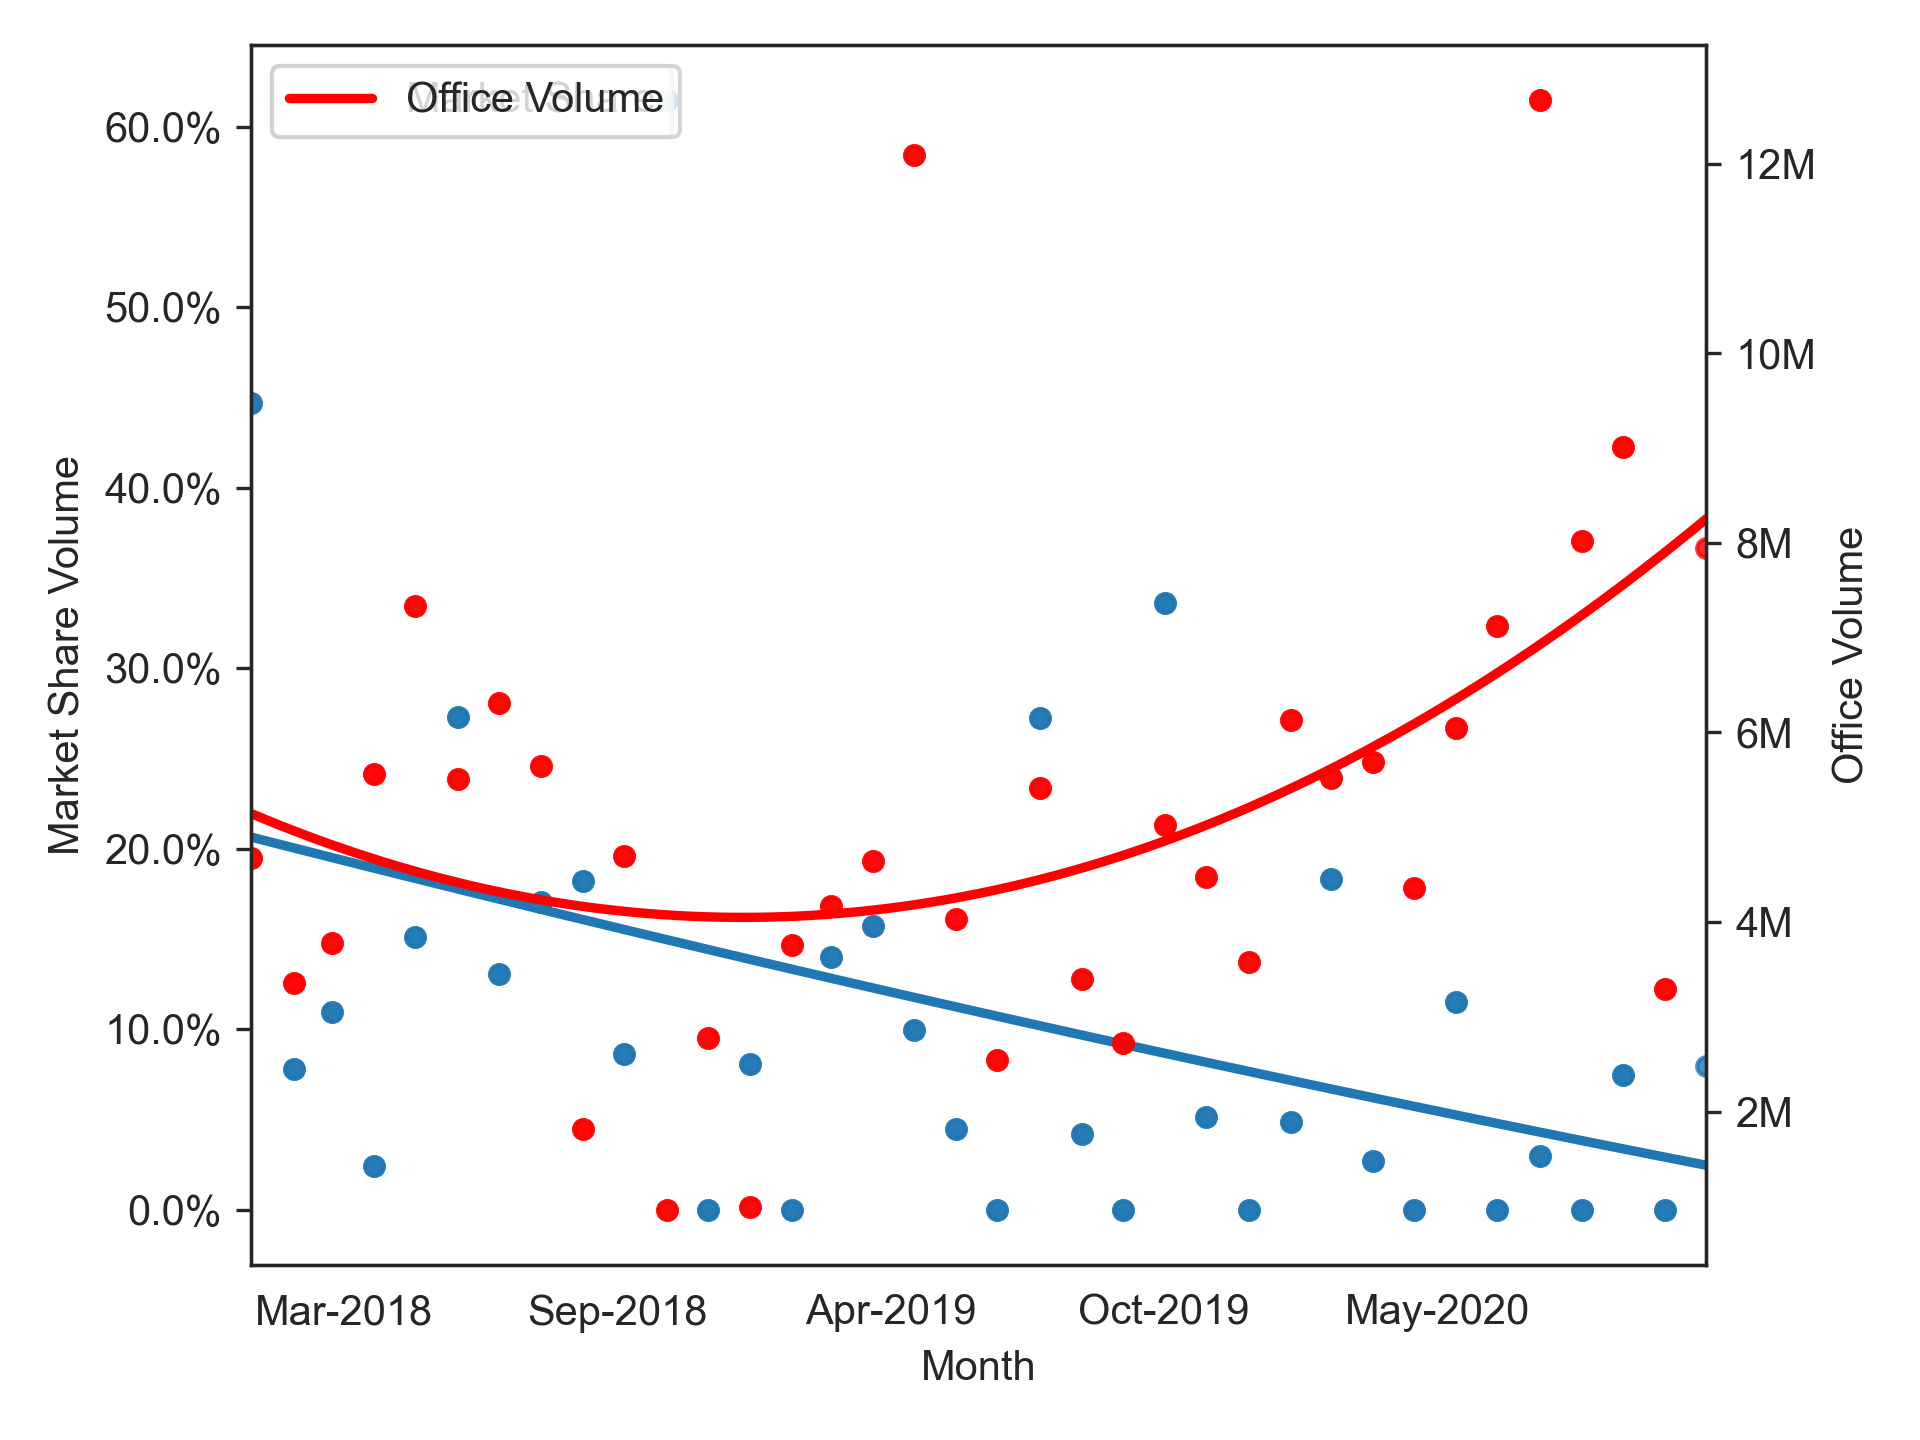 Market Share
Office Volume
60.0%
50.0%
40.0%
30.0%
20.0%
10.0%
0.0%
Market Share Volume
12M
10M
8M
6M
4M
2M
Office Volume
Mar-2018 Sep-2018 Apr-2019 Oct-2019 May-2020
Month